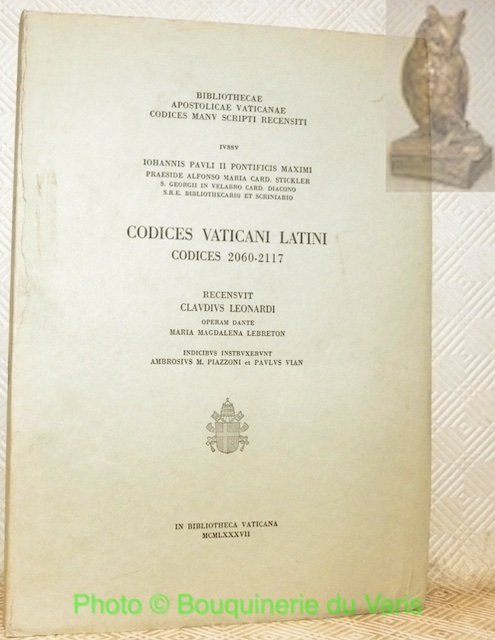 BIBLIOTHECAE
APOSTOLICAE VATICANAE
CODICES MANV SCRIPTI RECENSITI
IVSSV
IOHANNIS PAVLI II PONTIFICIS MAXIMI
PRAESIDE ALFONSO MARIA CARD. STICKLER
S. GEORGII IN VELABRO CARD. DIACONO
S.R.E. BIBLIOTHECARIO ET SCRINIARIO
CODICES VATICANI LATINI
CODICES 2060-2117
RECENSVIT
CLAVDIVS LEONARDI
OPERAM DANTE
MARIA MAGDALENA LEBRETON
INDICIBVS INSTRVXERVNT
AMBROSIVS M. PIAZZONI et PAVLVS VIAN
IN BIBLIOTHECA VATICANA
MCMLXXXVII
Photo © Bouquinerie du Varis